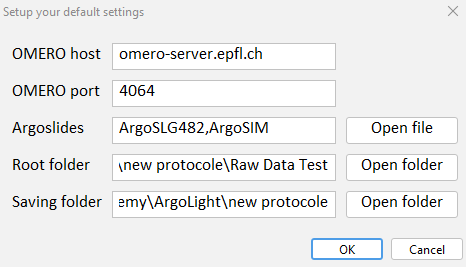 Setup your default settings
OMERO host omero-server.epfl.ch
OMERO port 4064
Argoslides ArgoSLG482,ArgoSIM Open file
Root folder \new protocole\Raw Data Test Open folder
Saving folder emy\ArgoLight\new protocole Open folder
OK Cancel